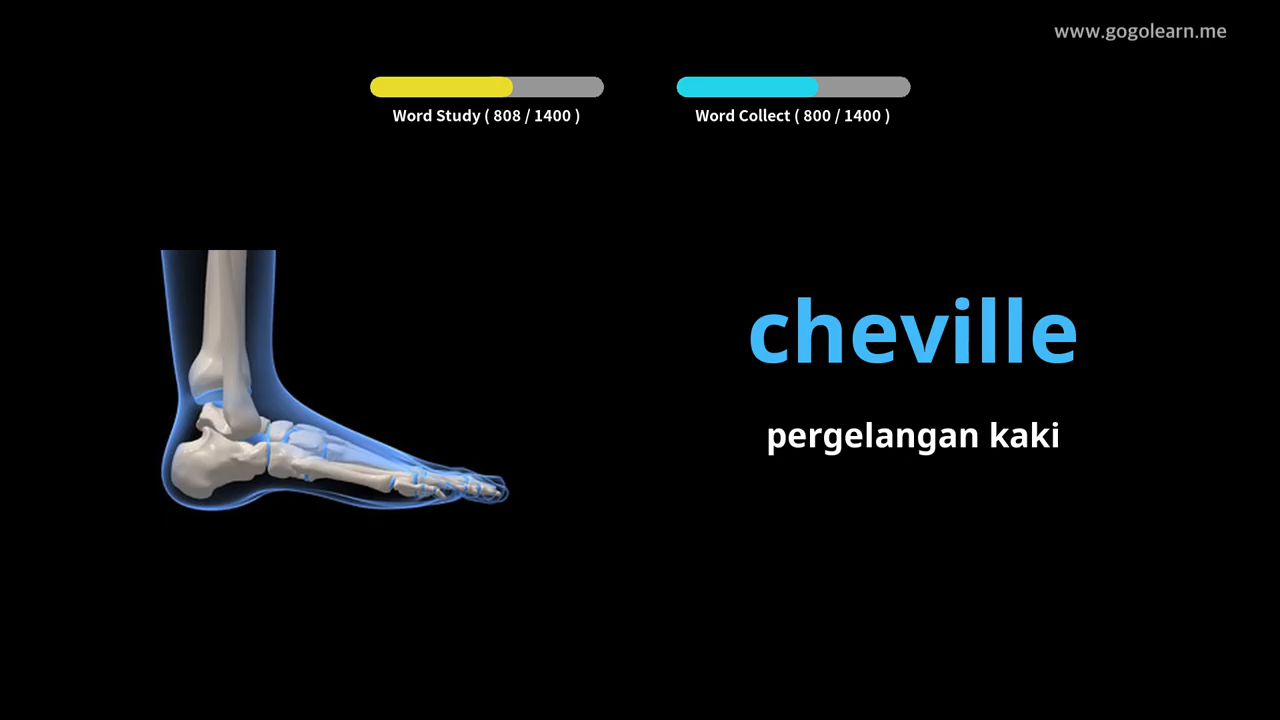 www.gogolearn.me
Word Study ( 808 / 1400 )
Word Collect ( 800 / 1400 )
cheville
pergelangan kaki